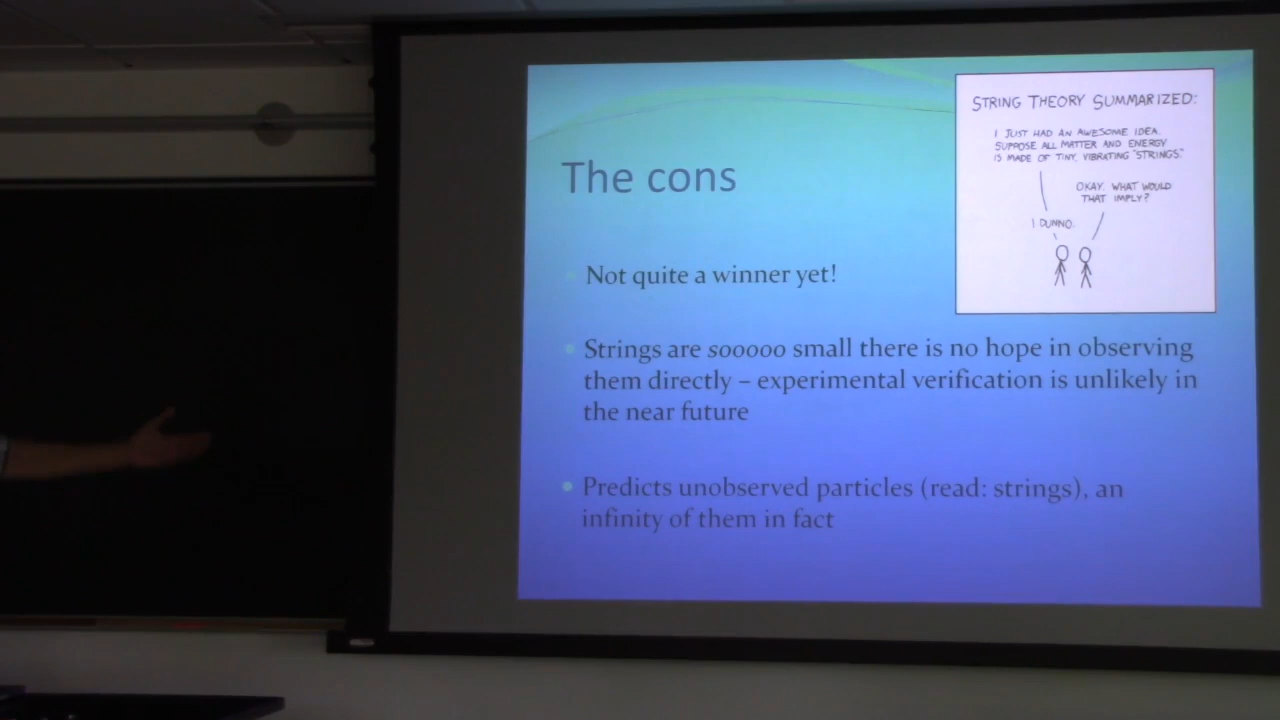 The cons
Not quite a winner yet!
Strings are sooooo small there is no hope in observing
them directly – experimental verification is unlikely in
the near future
Predicts unobserved particles (read: strings), an
infinity of them in fact
STRING THEORY SUMMARIZED:
I JUST HAD AN AWESOME IDEA.
SUPPOSE ALL MATTER AND ENERGY
IS MADE OF TINY, VIBRATING "STRINGS."
OKAY. WHAT WOULD
THAT IMPLY?
I DUNNO.